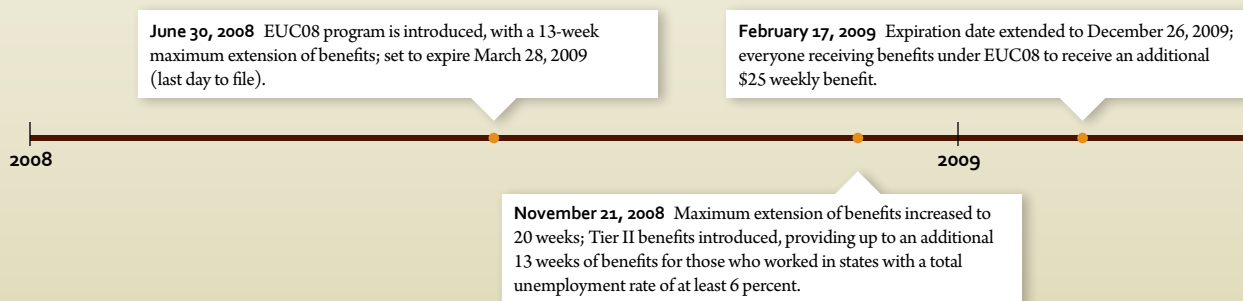 June 30, 2008 EUC08 program is introduced, with a 13-week
maximum extension of benefits; set to expire March 28, 2009
(last day to file).
February 17, 2009 Expiration date extended to December 26, 2009;
everyone receiving benefits under EUC08 to receive an additional
$25 weekly benefit.
2008
2009
November 21, 2008 Maximum extension of benefits increased to
20 weeks; Tier II benefits introduced, providing up to an additional
13 weeks of benefits for those who worked in states with a total
unemployment rate of at least 6 percent.